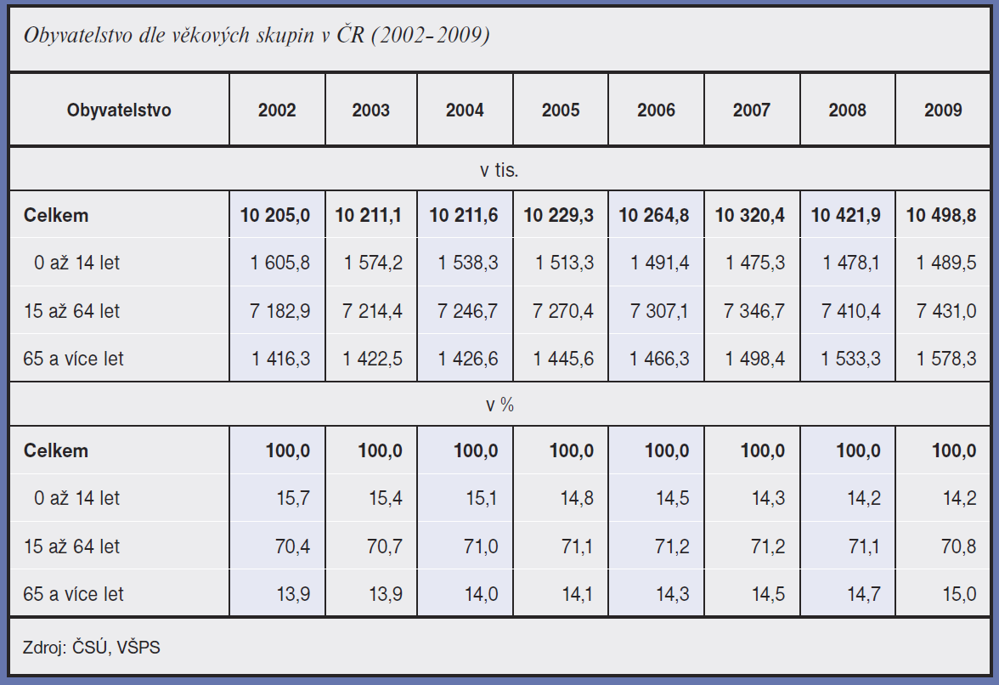 Obyvatelstvo dle věkových skupin v ČR (2002–2009)
Obyvatelstvo 2002 2003 2004 2005 2006 2007 2008 2009
v tis.
Celkem 10 205,0 10 211,1 10 211,6 10 229,3 10 264,8 10 320,4 10 421,9 10 498,8
0 až 14 let 1 605,8 1 574,2 1 538,3 1 513,3 1 491,4 1 475,3 1 478,1 1 489,5
15 až 64 let 7 182,9 7 214,4 7 246,7 7 270,4 7 307,1 7 346,7 7 410,4 7 431,0
65 a více let 1 416,3 1 422,5 1 426,6 1 445,6 1 466,3 1 498,4 1 533,3 1 578,3
v %
Celkem 100,0 100,0 100,0 100,0 100,0 100,0 100,0 100,0
0 až 14 let 15,7 15,4 15,1 14,8 14,5 14,3 14,2 14,2
15 až 64 let 70,4 70,7 71,0 71,1 71,2 71,2 71,1 70,8
65 a více let 13,9 13,9 14,0 14,1 14,3 14,5 14,7 15,0
Zdroj: ČSÚ, VŠPS